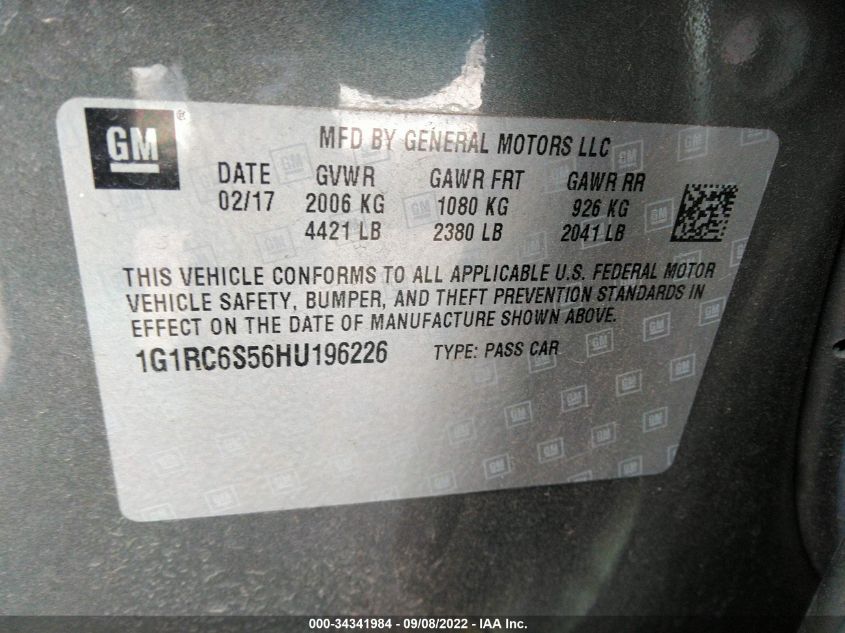 GM®
MFD BY GENERAL MOTORS LLC
DATE GVWR GAWR FRT GAWR RR
02/17 2006 KG 1080 KG 926 KG
4421 LB 2380 LB 2041 LB
THIS VEHICLE CONFORMS TO ALL APPLICABLE U.S. FEDERAL MOTOR
VEHICLE SAFETY, BUMPER, AND THEFT PREVENTION STANDARDS IN
EFFECT ON THE DATE OF MANUFACTURE SHOWN ABOVE.
1G1RC6S56HU196226 TYPE: PASS CAR
000-34341984 - 09/08/2022 - IAA Inc.